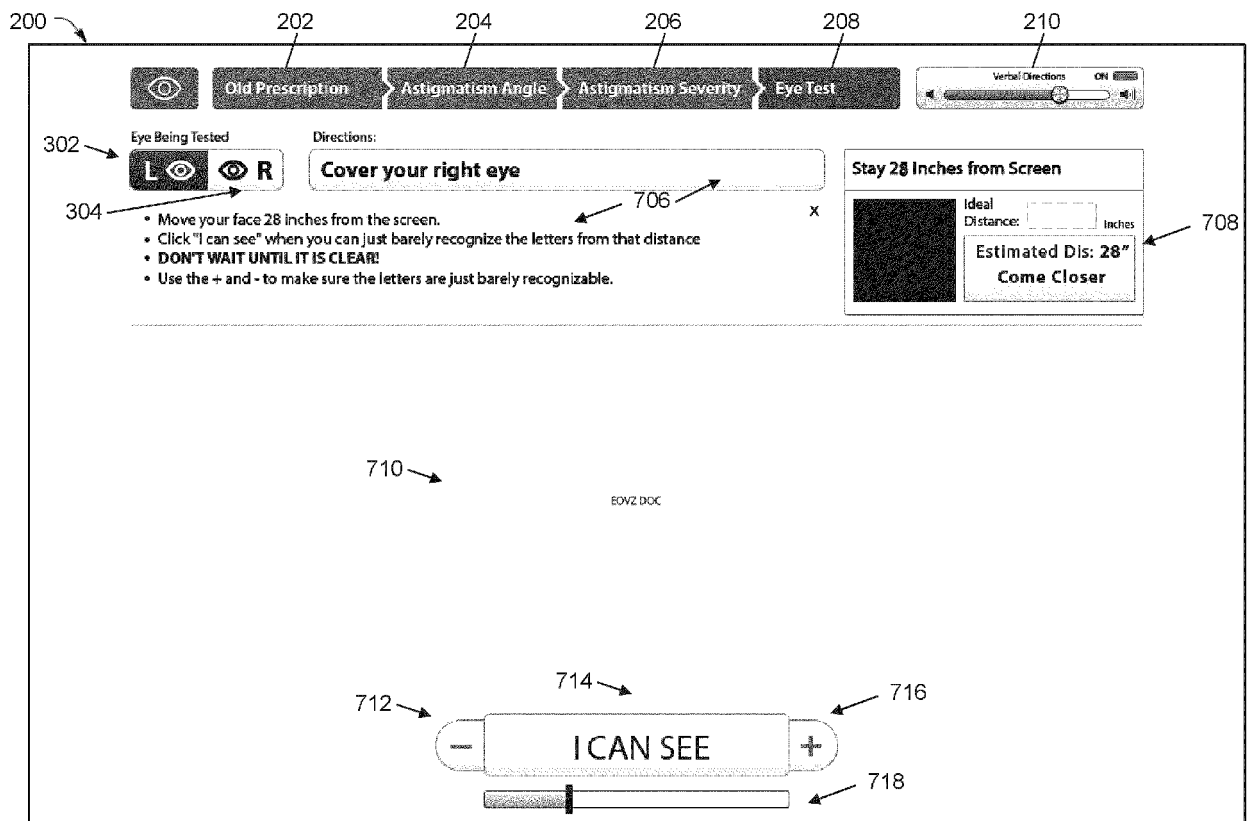 200 202 204 206 208 210
Old Prescription Astigmatism Angle Astigmatism Severity Eye Test
Verbal Directions ON
Eye Being Tested Directions:
302
L R Cover your right eye
304
706
x
• Move your face 28 inches from the screen.
• Click "I can see" when you can just barely recognize the letters from that distance
• DON'T WAIT UNTIL IT IS CLEAR!
• Use the + and - to make sure the letters are just barely recognizable.
Stay 28 Inches from Screen
Ideal
Distance: Inches
708
Estimated Dis: 28"
Come Closer
710
EOVZ DOC
714
712 716
− I CAN SEE +
718